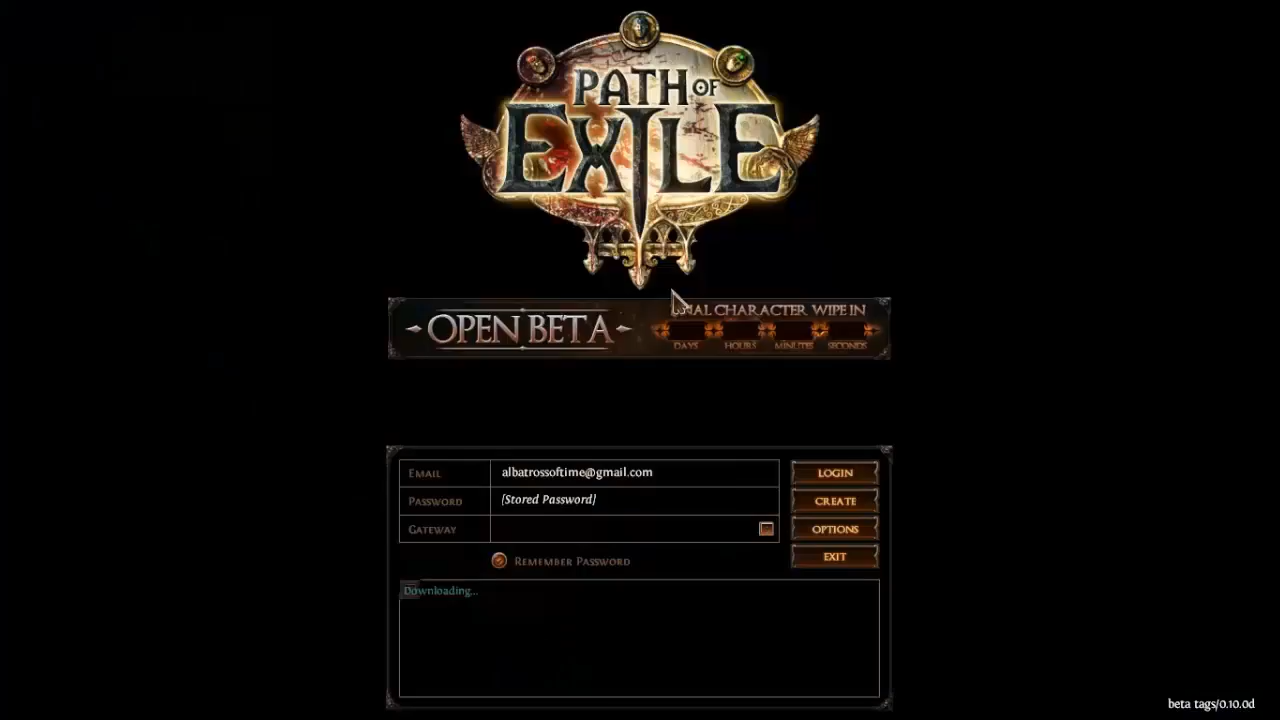 PATH OF
EXILE
OPEN BETA
CHARACTER WIPE IN
DAYS HOURS MINUTES SECONDS
EMAIL albatrossoftime@gmail.com LOGIN
PASSWORD [Stored Password] CREATE
GATEWAY OPTIONS
REMEMBER PASSWORD EXIT
Downloading...
beta tags/0.10.0d